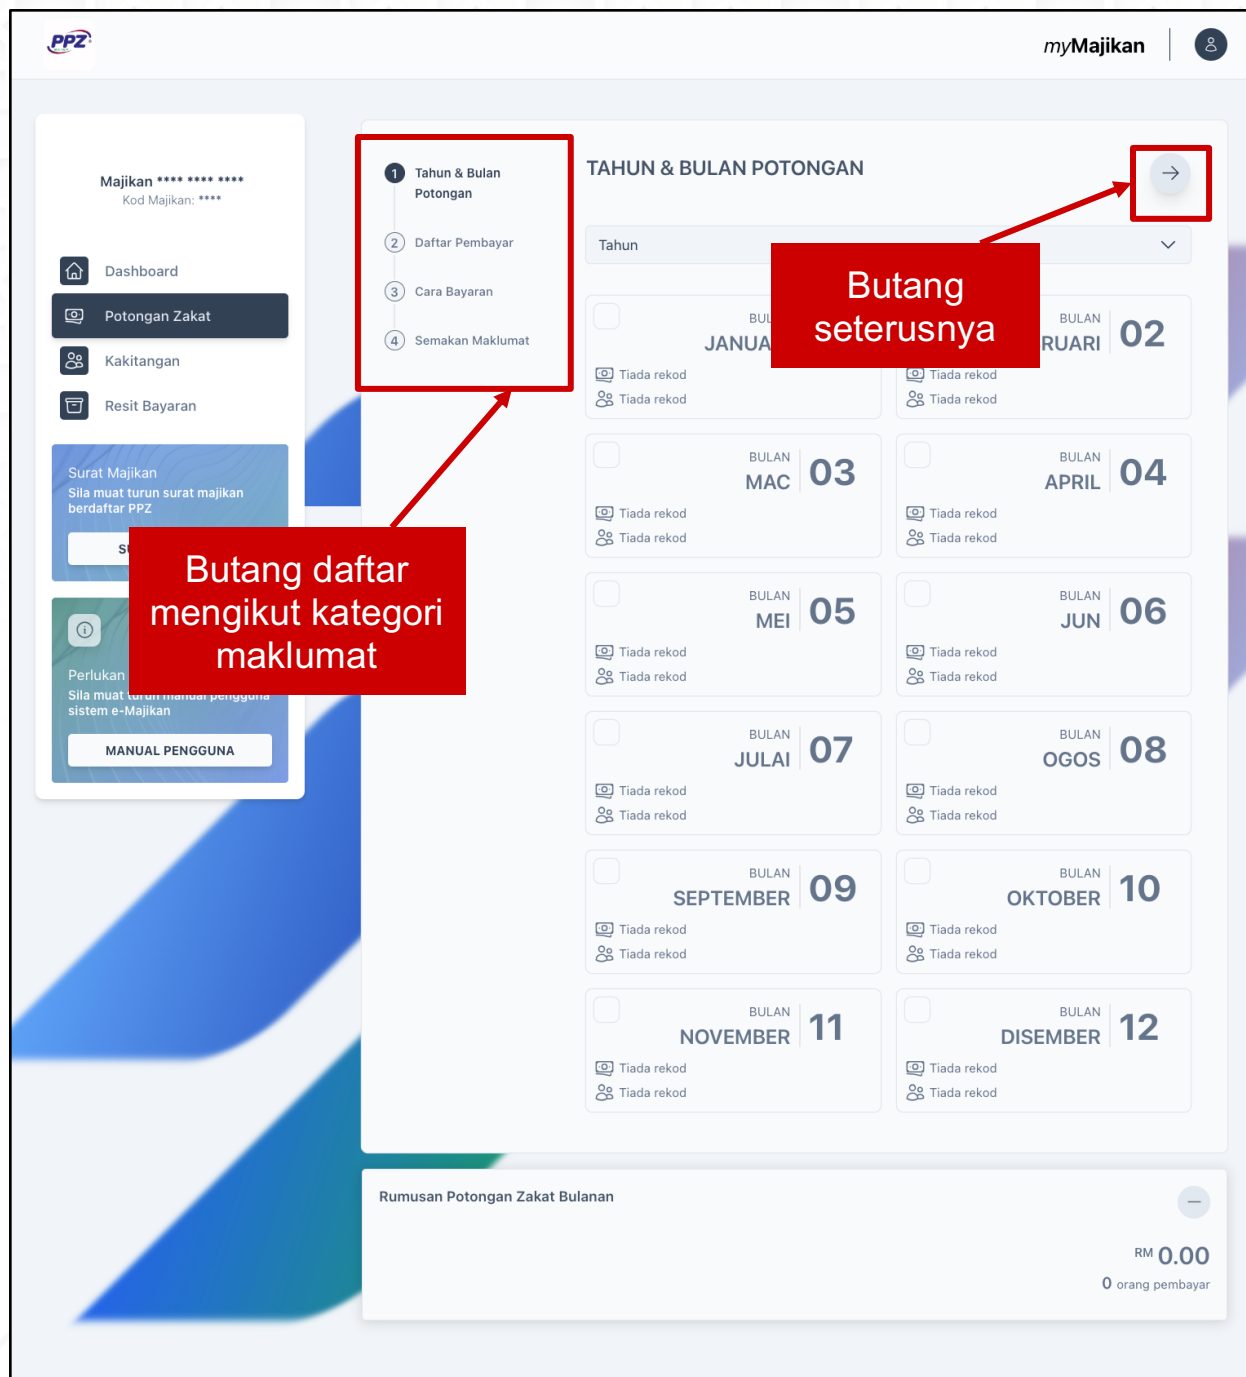 PPZ
myMajikan
Majikan **** **** ****
Kod Majikan: ****
Dashboard
Potongan Zakat
Kakitangan
Resit Bayaran
Surat Majikan
Sila muat turun surat majikan
berdaftar PPZ
Perlukan
Sila muat turun manual pengguna
sistem e-Majikan
MANUAL PENGGUNA
1 Tahun & Bulan
Potongan
2 Daftar Pembayar
3 Cara Bayaran
4 Semakan Maklumat
Butang daftar
mengikut kategori
maklumat
TAHUN & BULAN POTONGAN
Tahun
Butang
seterusnya
Tiada rekod
Tiada rekod
BULAN
02
Tiada rekod
Tiada rekod
BULAN
MAC 03
Tiada rekod
Tiada rekod
BULAN
APRIL 04
Tiada rekod
Tiada rekod
BULAN
MEI 05
Tiada rekod
Tiada rekod
BULAN
JUN 06
Tiada rekod
Tiada rekod
BULAN
JULAI 07
Tiada rekod
Tiada rekod
BULAN
OGOS 08
Tiada rekod
Tiada rekod
BULAN
SEPTEMBER 09
Tiada rekod
Tiada rekod
BULAN
OKTOBER 10
Tiada rekod
Tiada rekod
BULAN
NOVEMBER 11
Tiada rekod
Tiada rekod
BULAN
DISEMBER 12
Tiada rekod
Tiada rekod
Rumusan Potongan Zakat Bulanan
RM 0.00
0 orang pembayar